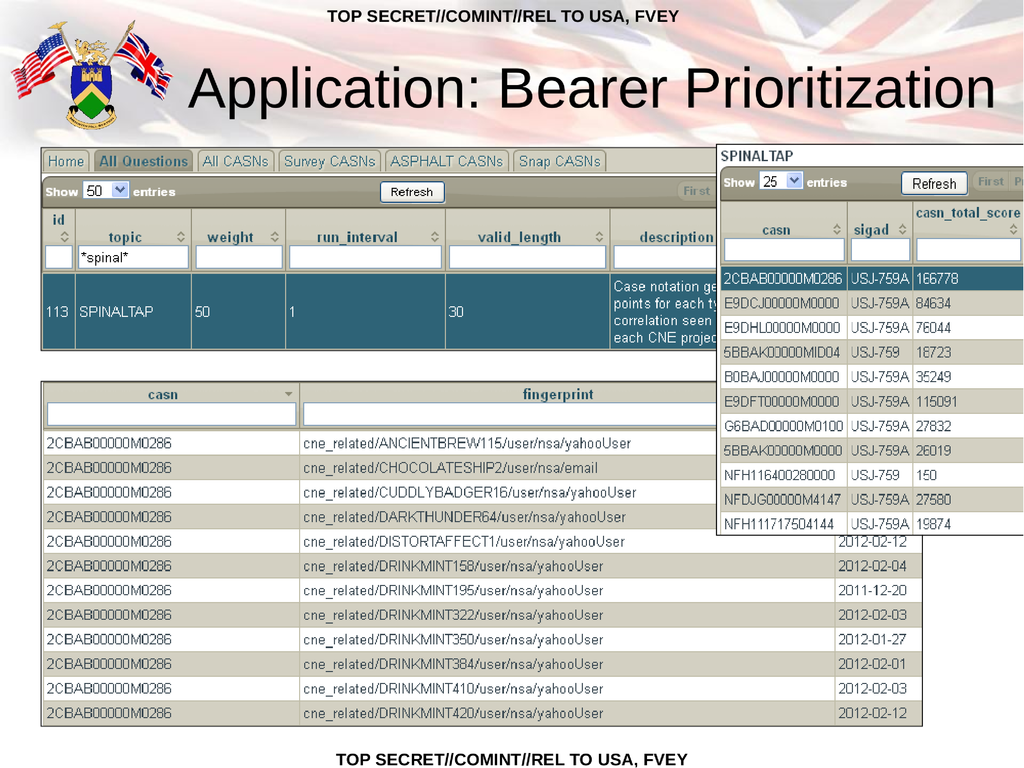 TOP SECRET//COMINT//REL TO USA, FVEY
Application: Bearer Prioritization
Home All Questions All CASNs Survey CASNs ASPHALT CASNs Snap CASNs
Show 50 entries Refresh First
id topic weight run_interval valid_length description
*spinal*
113 SPINALTAP 50 1 30 Case notation ge
points for each ty
correlation seen
each CNE projec
SPINALTAP
Show 25 entries Refresh First P
casn sigad casn_total_score
2CBAB00000M0286 USJ-759A 166778
E9DCJ00000M0000 USJ-759A 84634
E9DHL00000M0000 USJ-759A 76044
5BBAK00000MID04 USJ-759 18723
B0BAJ00000M0000 USJ-759A 35249
E9DFT00000M0000 USJ-759A 115091
G6BAD00000M0100 USJ-759A 27832
5BBAK00000M0000 USJ-759A 26019
NFH116400280000 USJ-759 150
NFDJG00000M4147 USJ-759A 27580
NFH111717504144 USJ-759A 19874
casn fingerprint
2CBAB00000M0286 cne_related/ANCIENTBREW115/user/nsa/yahooUser
2CBAB00000M0286 cne_related/CHOCOLATESHIP2/user/nsa/email
2CBAB00000M0286 cne_related/CUDDLYBADGER16/user/nsa/yahooUser
2CBAB00000M0286 cne_related/DARKTHUNDER64/user/nsa/yahooUser
2CBAB00000M0286 cne_related/DISTORTAFFECT1/user/nsa/yahooUser 2012-02-12
2CBAB00000M0286 cne_related/DRINKMINT158/user/nsa/yahooUser 2012-02-04
2CBAB00000M0286 cne_related/DRINKMINT195/user/nsa/yahooUser 2011-12-20
2CBAB00000M0286 cne_related/DRINKMINT322/user/nsa/yahooUser 2012-02-03
2CBAB00000M0286 cne_related/DRINKMINT350/user/nsa/yahooUser 2012-01-27
2CBAB00000M0286 cne_related/DRINKMINT384/user/nsa/yahooUser 2012-02-01
2CBAB00000M0286 cne_related/DRINKMINT410/user/nsa/yahooUser 2012-02-03
2CBAB00000M0286 cne_related/DRINKMINT420/user/nsa/yahooUser 2012-02-12
TOP SECRET//COMINT//REL TO USA, FVEY